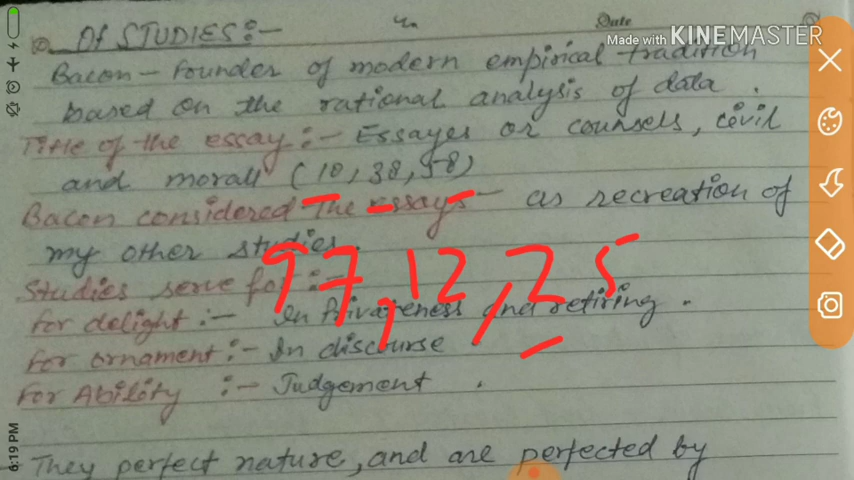 Date
Made with KINEMASTER
Of STUDIES :-
Bacon - Founder of modern empirical tradition
based on the rational analysis of data .
Title of the essay :- Essayes or counsels, civil
and morall (10, 38, 58)
Bacon considered The essays - as recreation of
my other studies.
97, 12, 25
Studies serve for :-
For delight :- In Privateness and retiring .
For ornament :- In discourse
For Ability :- Judgement .
They perfect nature, and are perfected by
6:19 PM